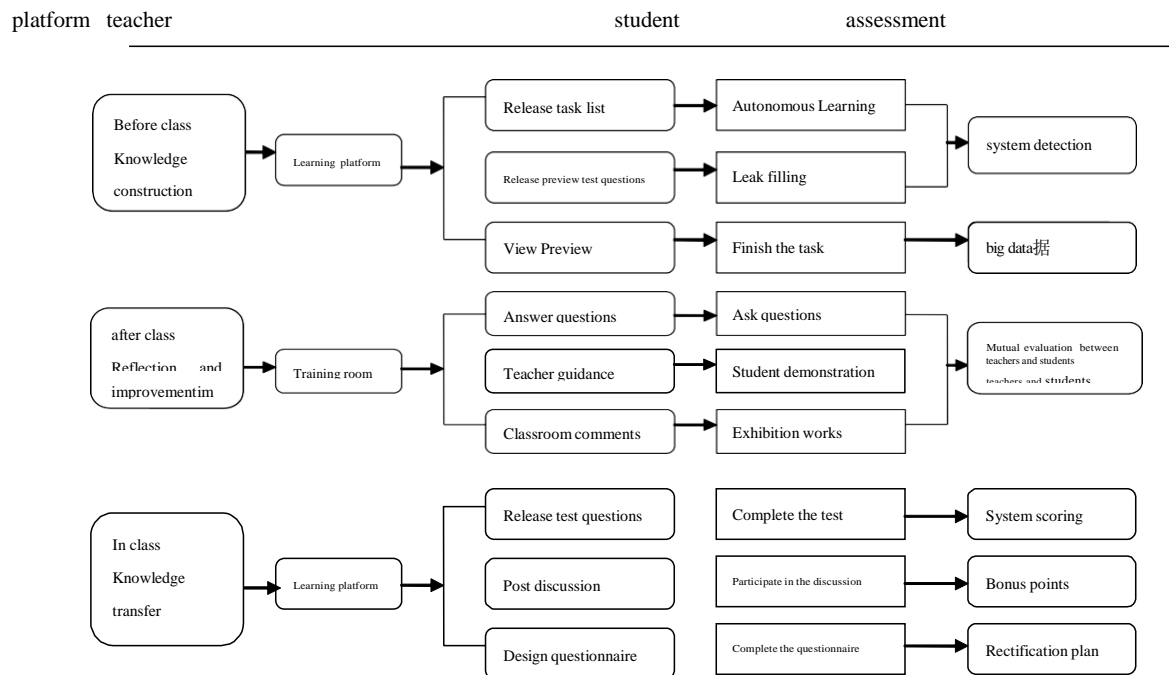 platform teacher student assessment
Before class
Knowledge
construction
Learning platform
Release task list
Autonomous Learning
Release preview test questions
Leak filling
system detection
View Preview
Finish the task
big data据
after class
Reflection and
improvementim
Training room
Answer questions
Ask questions
Teacher guidance
Student demonstration
Classroom comments
Exhibition works
Mutual evaluation between
teachers and students
teachers and students
In class
Knowledge
transfer
Learning platform
Release test questions
Complete the test
System scoring
Post discussion
Participate in the discussion
Bonus points
Design questionnaire
Complete the questionnaire
Rectification plan